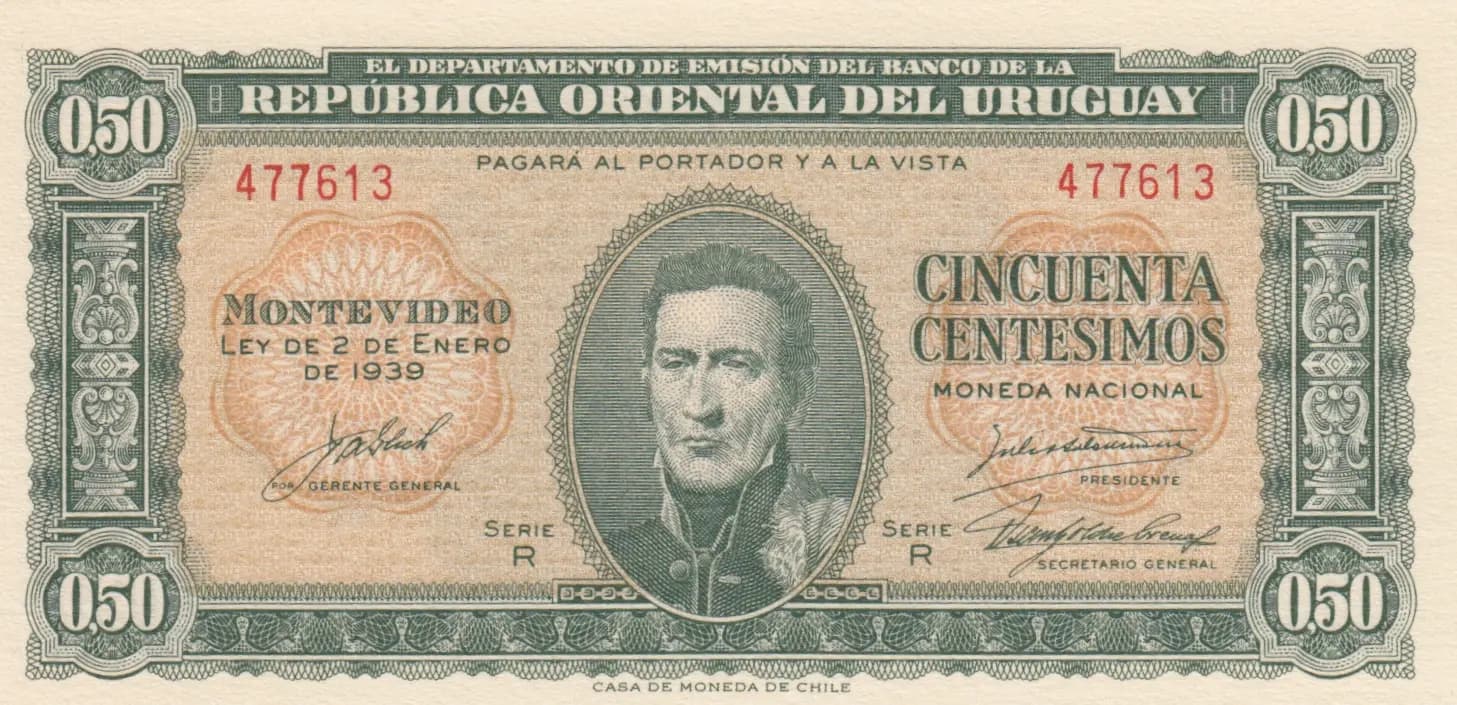 EL DEPARTAMENTO DE EMISIÓN DEL BANCO DE LA
REPÚBLICA ORIENTAL DEL URUGUAY
0,50
0,50
PAGARÁ AL PORTADOR Y A LA VISTA
477613
477613
MONTEVIDEO
LEY DE 2 DE ENERO
DE 1939
CINCUENTA
CENTESIMOS
MONEDA NACIONAL
POR GERENTE GENERAL
PRESIDENTE
SERIE
R
SERIE
R
SECRETARIO GENERAL
0,50
0,50
CASA DE MONEDA DE CHILE